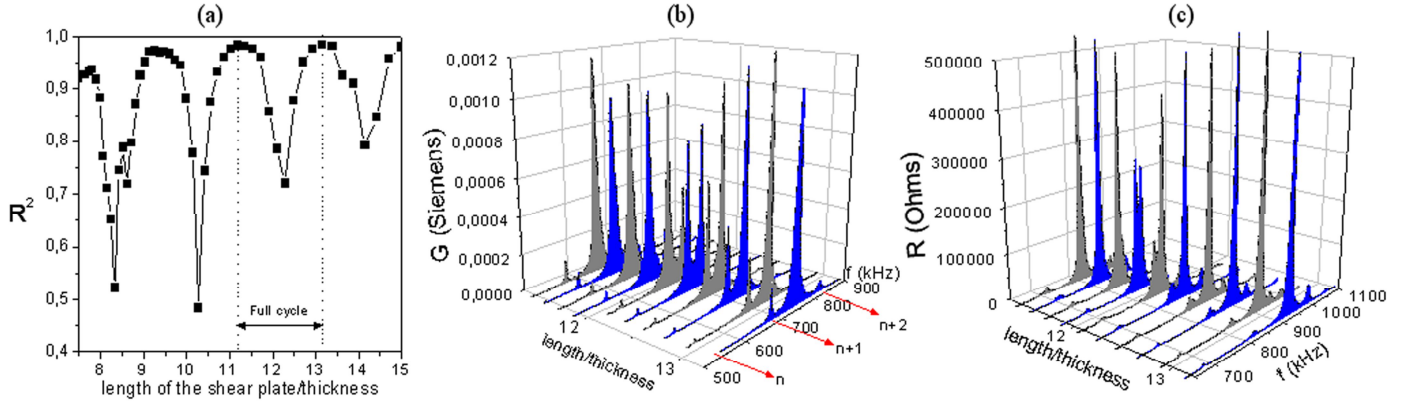 (a)
1,0
0,9
0,8
0,7
0,6
0,5
0,4
R2
Full cycle
8 9 10 11 12 13 14 15
length of the shear plate/thickness
(b)
0,0012
0,0010
0,0008
0,0006
0,0004
0,0002
0,0000
G (Siemens)
12
13
length/thickness
500
600
700
800
900
f (kHz)
n
n+1
n+2
(c)
500000
400000
300000
200000
100000
0
R (Ohms)
12
13
length/thickness
700
800
900
1000
1100
f (kHz)